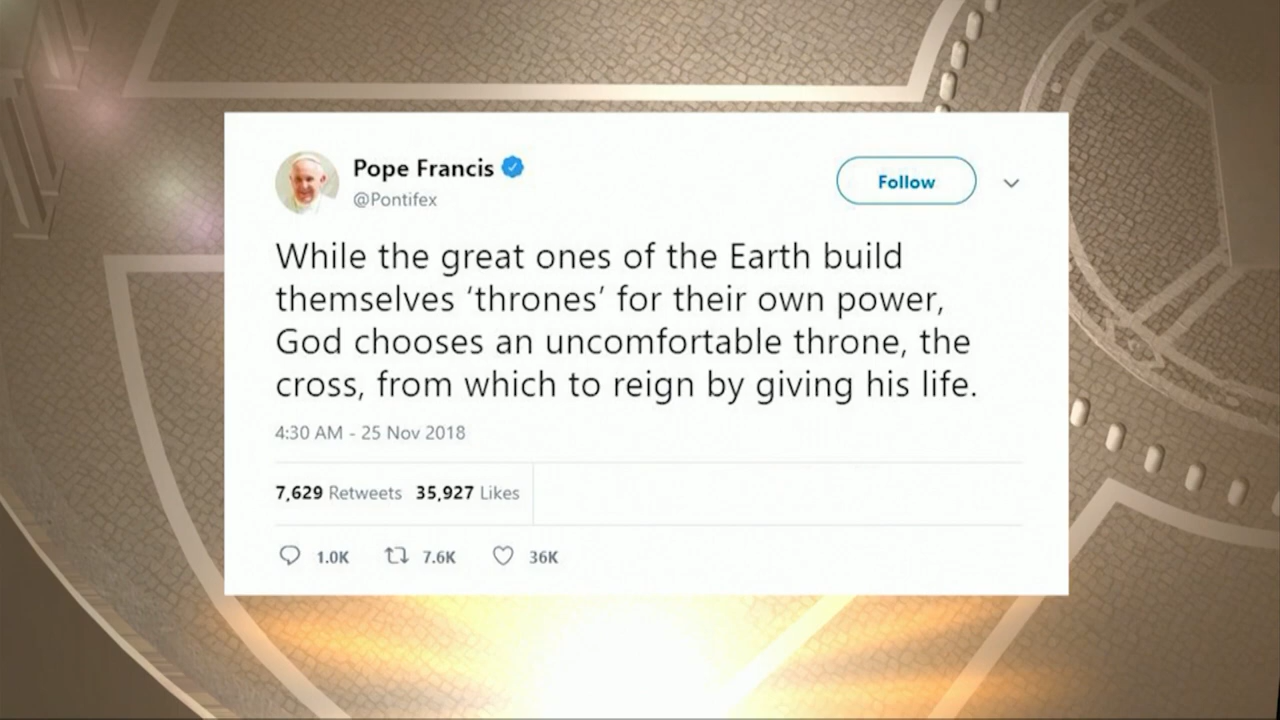 Pope Francis
@Pontifex
Follow
While the great ones of the Earth build
themselves ‘thrones’ for their own power,
God chooses an uncomfortable throne, the
cross, from which to reign by giving his life.
4:30 AM - 25 Nov 2018
7,629 Retweets 35,927 Likes
1.0K 7.6K 36K